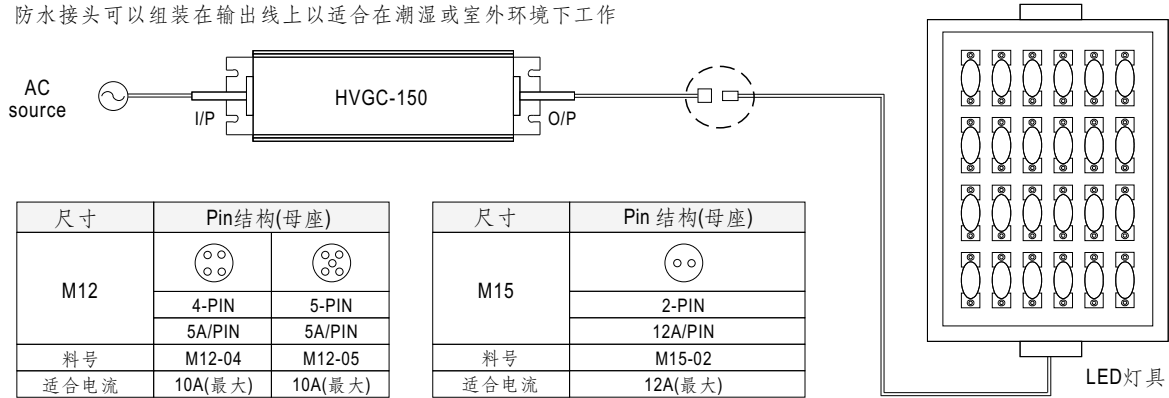 防水接头可以组装在输出线上以适合在潮湿或室外环境下工作
AC
source
I/P
HVGC-150
O/P
LED灯具
尺寸 Pin结构(母座)
M12
4-PIN 5-PIN
5A/PIN 5A/PIN
料号 M12-04 M12-05
适合电流 10A(最大) 10A(最大)
尺寸 Pin 结构(母座)
M15
2-PIN
12A/PIN
料号 M15-02
适合电流 12A(最大)